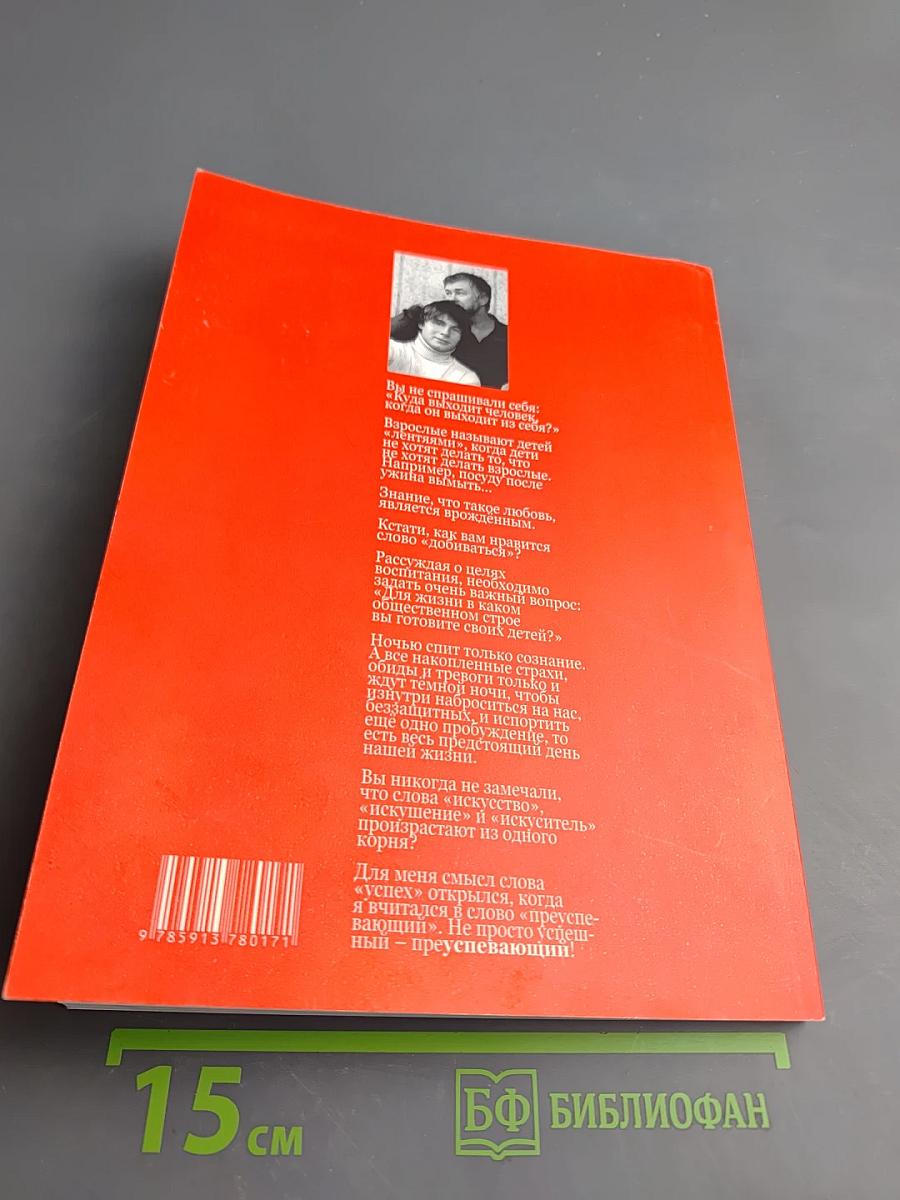 Вы не спрашивали себя:
«Куда выходит человек,
когда он выходит из себя?»
Взрослые называют детей
«лентяями», когда дети
не хотят делать то, что
не хотят делать взрослые.
Например, посуду после
ужина вымыть...
Знание, что такое любовь,
является врождённым.
Кстати, как вам нравится
слово «добиваться»?
Рассуждая о целях
воспитания, необходимо
задать очень важный вопрос:
«Для жизни в каком
общественном строе
вы готовите своих детей?»
Ночью спит только сознание.
А все накопленные страхи,
обиды и тревоги только и
ждут тёмной ночи, чтобы
изнутри наброситься на нас,
беззащитных, и испортить
ещё одно пробуждение, то
есть весь предстоящий день
нашей жизни.
Вы никогда не замечали,
что слова «искусство»,
«искушение» и «искуситель»
произрастают из одного
корня?
Для меня смысл слова
«успех» открылся, когда
я вчитался в слово «преуспе-
вающий». Не просто успеш-
ный – преуспевающий!
9 785913 780171
15 см
БФ БИБЛИОФАН